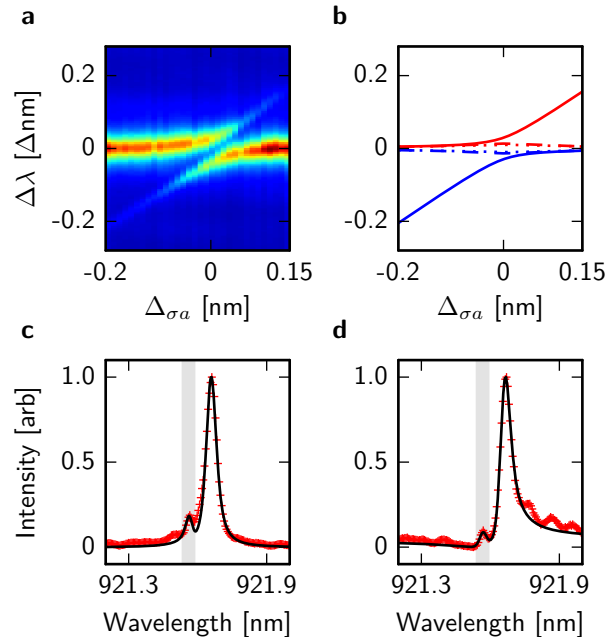 a
b
0.2
0
-0.2
Δλ [Δnm]
-0.2
0
0.15
Δσa [nm]
0.2
0
-0.2
-0.2
0
0.15
Δσa [nm]
c
d
1.0
0.5
0
Intensity [arb]
921.3
921.9
Wavelength [nm]
1.0
0.5
0
921.3
921.9
Wavelength [nm]